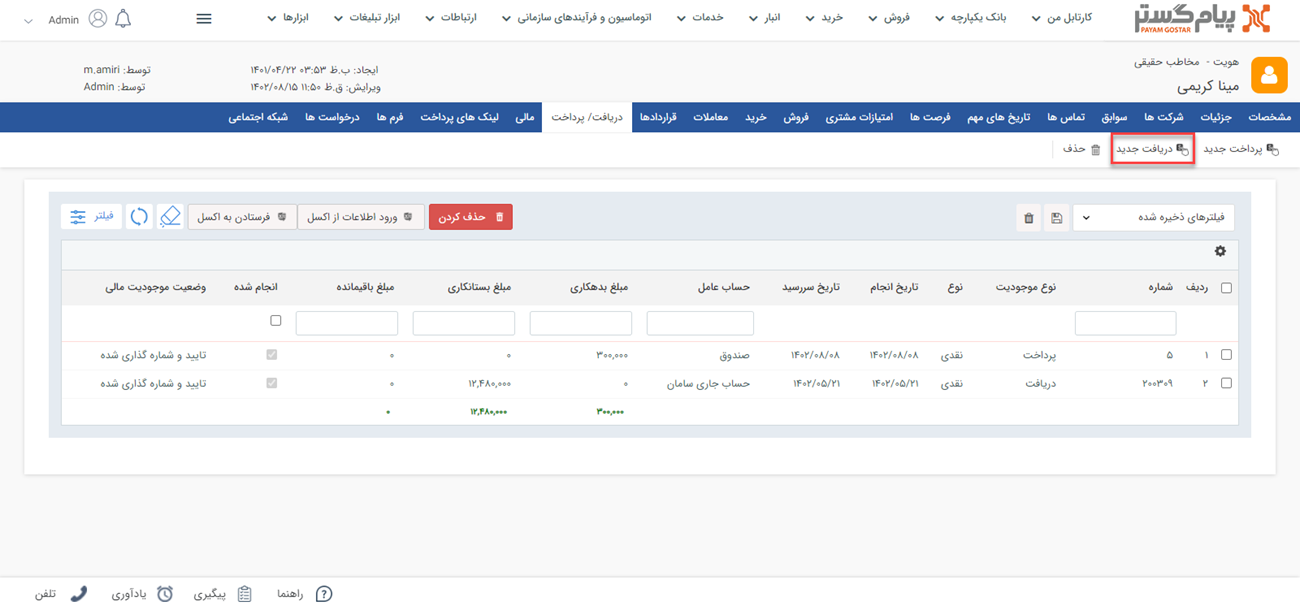 پیام گستر
PAYAM GOSTAR
کارتابل من
بانک یکپارچه
فروش
خرید
انبار
خدمات
اتوماسیون و فرآیندهای سازمانی
ارتباطات
ابزار تبلیغات
ابزارها
Admin
هویت - مخاطب حقیقی
مینا کریمی
ایجاد: ب.ظ ۰۳:۵۳ ۱۴۰۱/۰۴/۲۲
توسط: m.amiri
ویرایش: ق.ظ ۱۱:۵۰ ۱۴۰۲/۰۸/۱۵
توسط: Admin
مشخصات
جزئیات
شرکت ها
سوابق
تماس ها
تاریخ های مهم
فرصت ها
امتیازات مشتری
فروش
خرید
معاملات
قراردادها
دریافت/ پرداخت
مالی
لینک های پرداخت
فرم ها
درخواست ها
شبکه اجتماعی
پرداخت جدید
دریافت جدید
حذف
فیلترهای ذخیره شده
حذف کردن
ورود اطلاعات از اکسل
فرستادن به اکسل
فیلتر
ردیف شماره نوع موجودیت نوع تاریخ انجام تاریخ سررسید حساب عامل مبلغ بدهکاری مبلغ بستانکاری مبلغ باقیمانده انجام شده وضعیت موجودیت مالی
۱ ۵ پرداخت نقدی ۱۴۰۲/۰۸/۰۸ ۱۴۰۲/۰۸/۰۸ صندوق ۳۰۰,۰۰۰ ۰ ۰ تایید و شماره گذاری شده
۲ ۲۰۰۳۰۹ دریافت نقدی ۱۴۰۲/۰۵/۲۱ ۱۴۰۲/۰۵/۲۱ حساب جاری سامان ۰ ۱۲,۴۸۰,۰۰۰ ۰ تایید و شماره گذاری شده
۳۰۰,۰۰۰ ۱۲,۴۸۰,۰۰۰ ۰
راهنما
پیگیری
یادآوری
تلفن